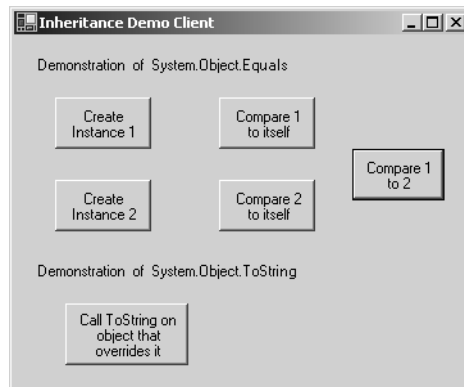 Inheritance Demo Client
Demonstration of System.Object.Equals
Create
Instance 1
Compare 1
to itself
Compare 1
to 2
Create
Instance 2
Compare 2
to itself
Demonstration of System.Object.ToString
Call ToString on
object that
overrides it